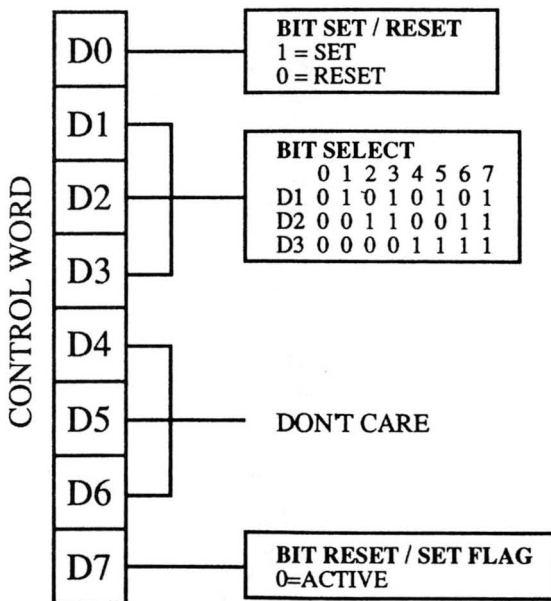 CONTROL WORD
D0
BIT SET / RESET
1 = SET
0 = RESET
D1
D2
D3
BIT SELECT
0 1 2 3 4 5 6 7
D1 0 1 0 1 0 1 0 1
D2 0 0 1 1 0 0 1 1
D3 0 0 0 0 1 1 1 1
D4
D5
D6
DON'T CARE
D7
BIT RESET / SET FLAG
0=ACTIVE